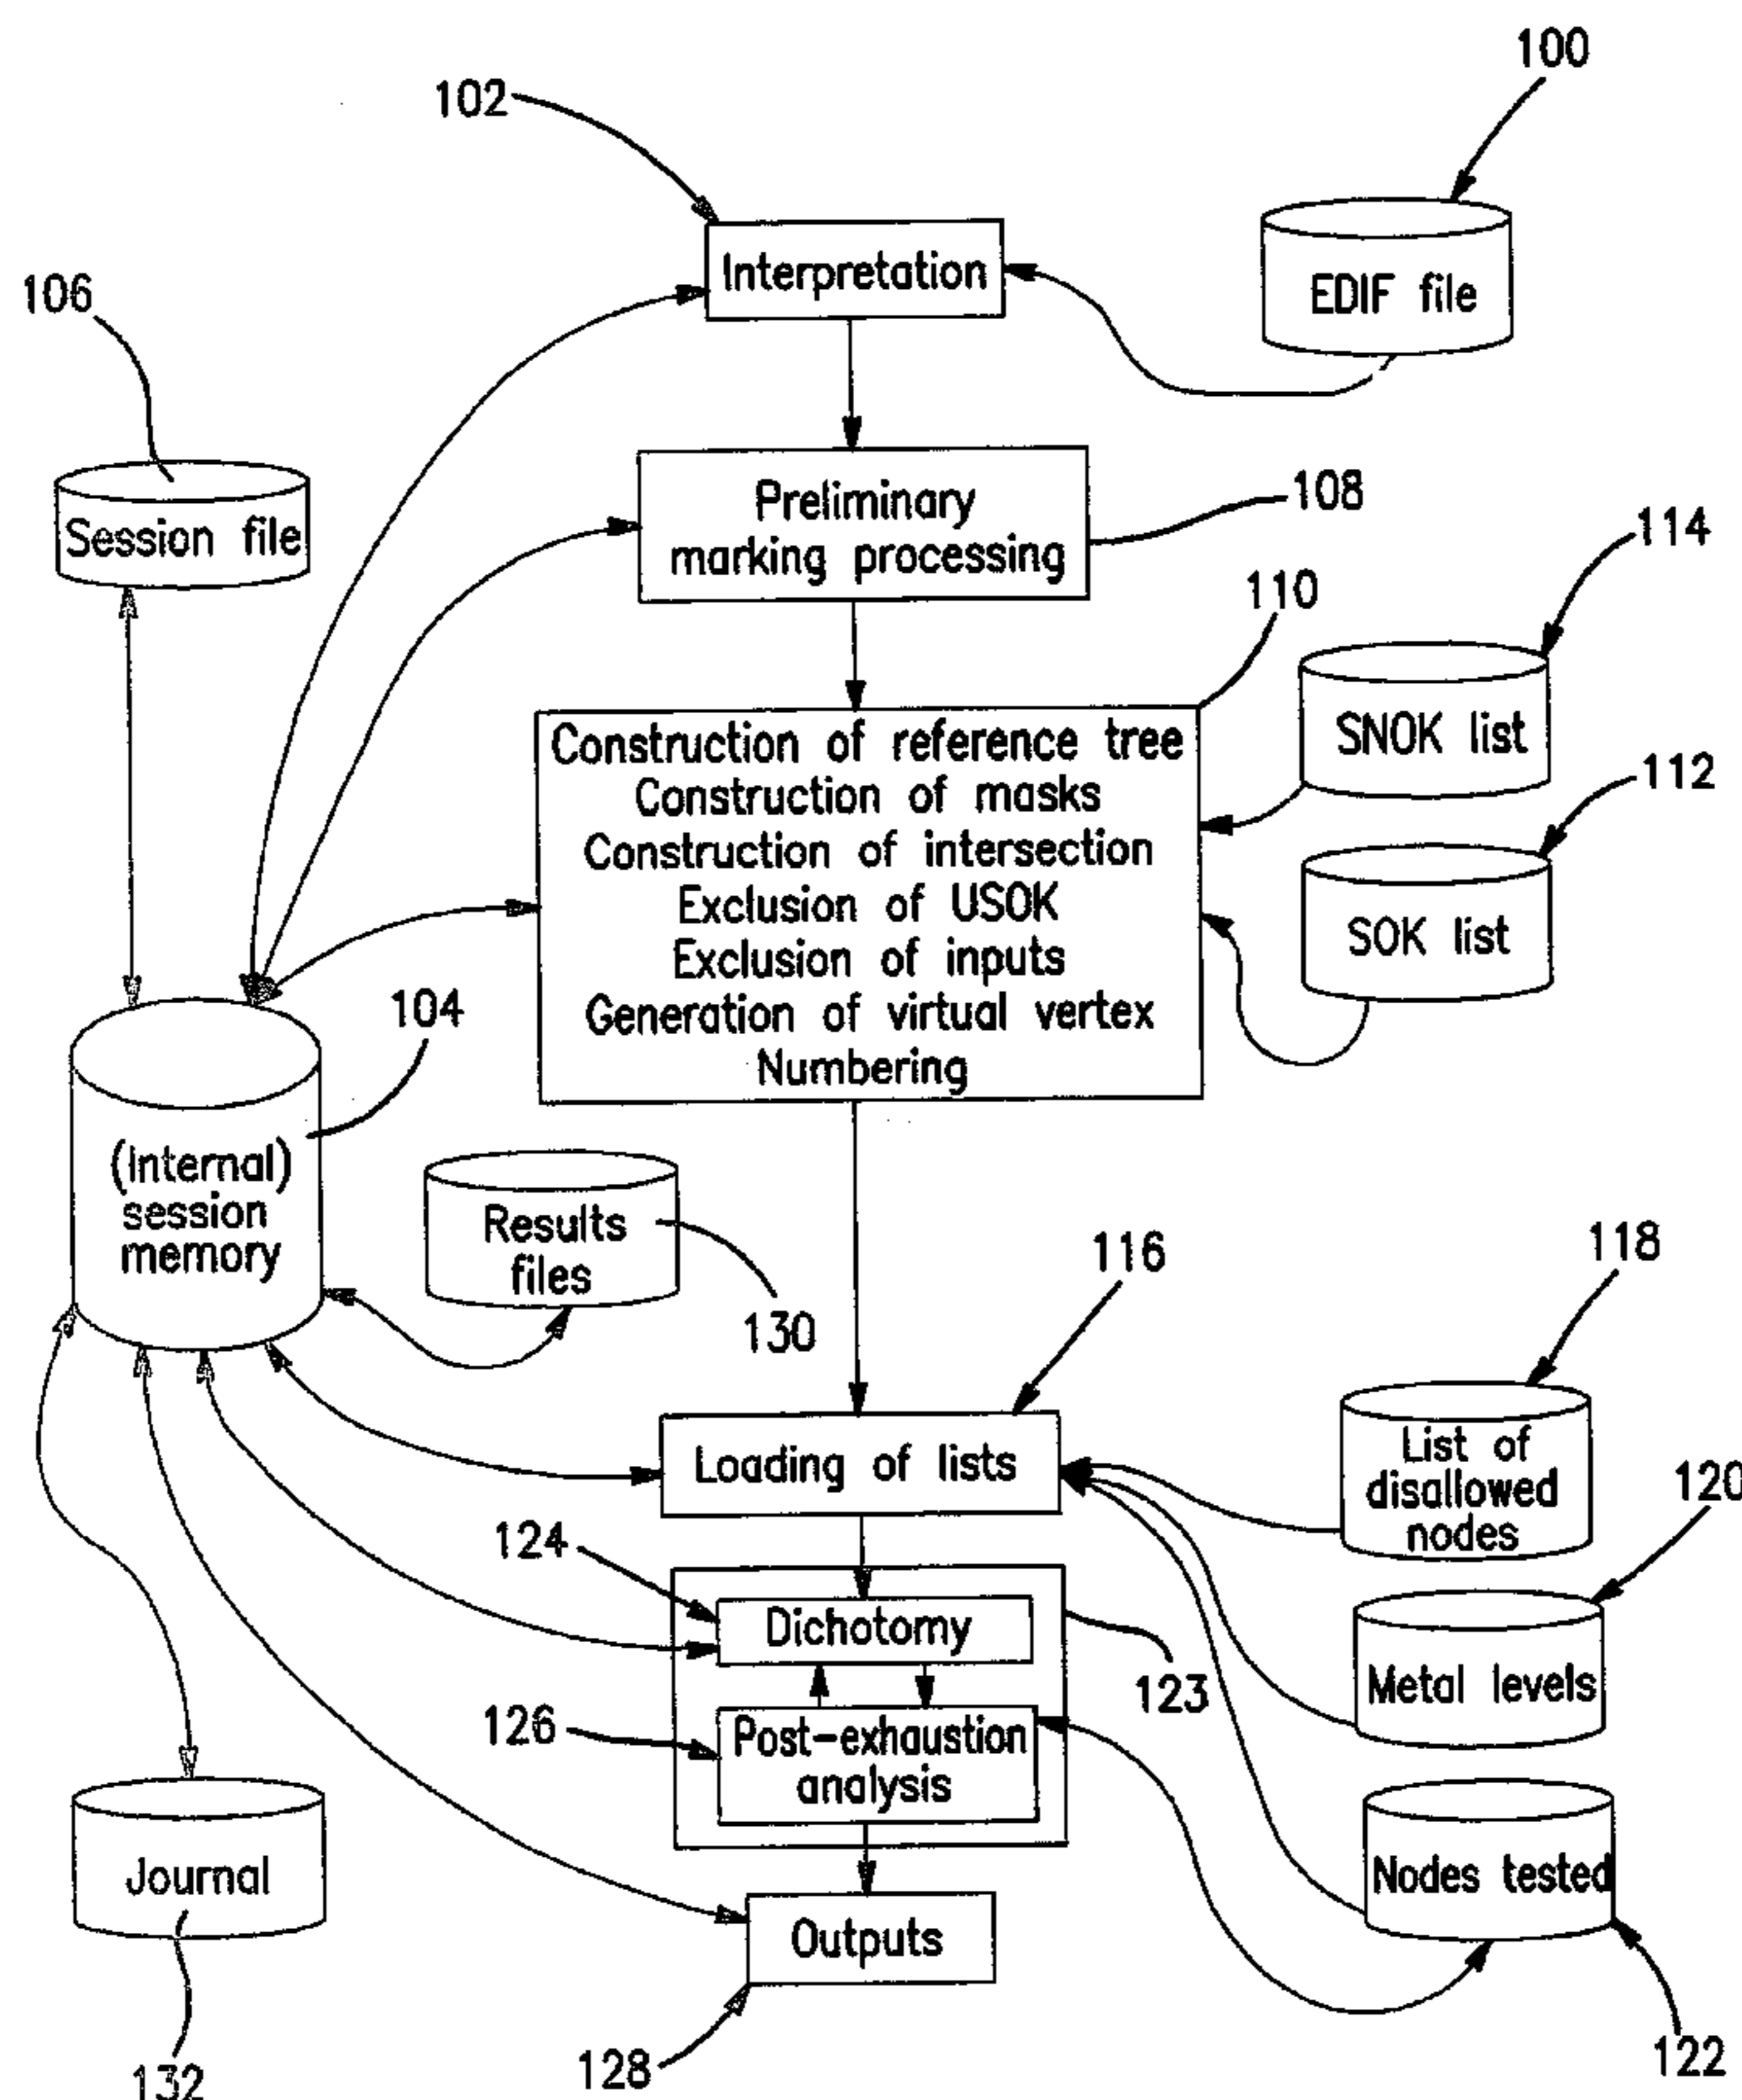 100
102
Interpretation
EDIF file
106
Session file
Preliminary
marking processing
108
114
110
SNOK list
112
SOK list
Construction of reference tree
Construction of masks
Construction of intersection
Exclusion of USOK
Exclusion of inputs
Generation of virtual vertex
Numbering
104
(Internal)
session
memory
Results
files
130
116
118
Loading of lists
List of
disallowed
nodes
120
124
Dichotomy
123
Metal levels
126
Post-exhaustion
analysis
Nodes tested
Journal
Outputs
128
122
132